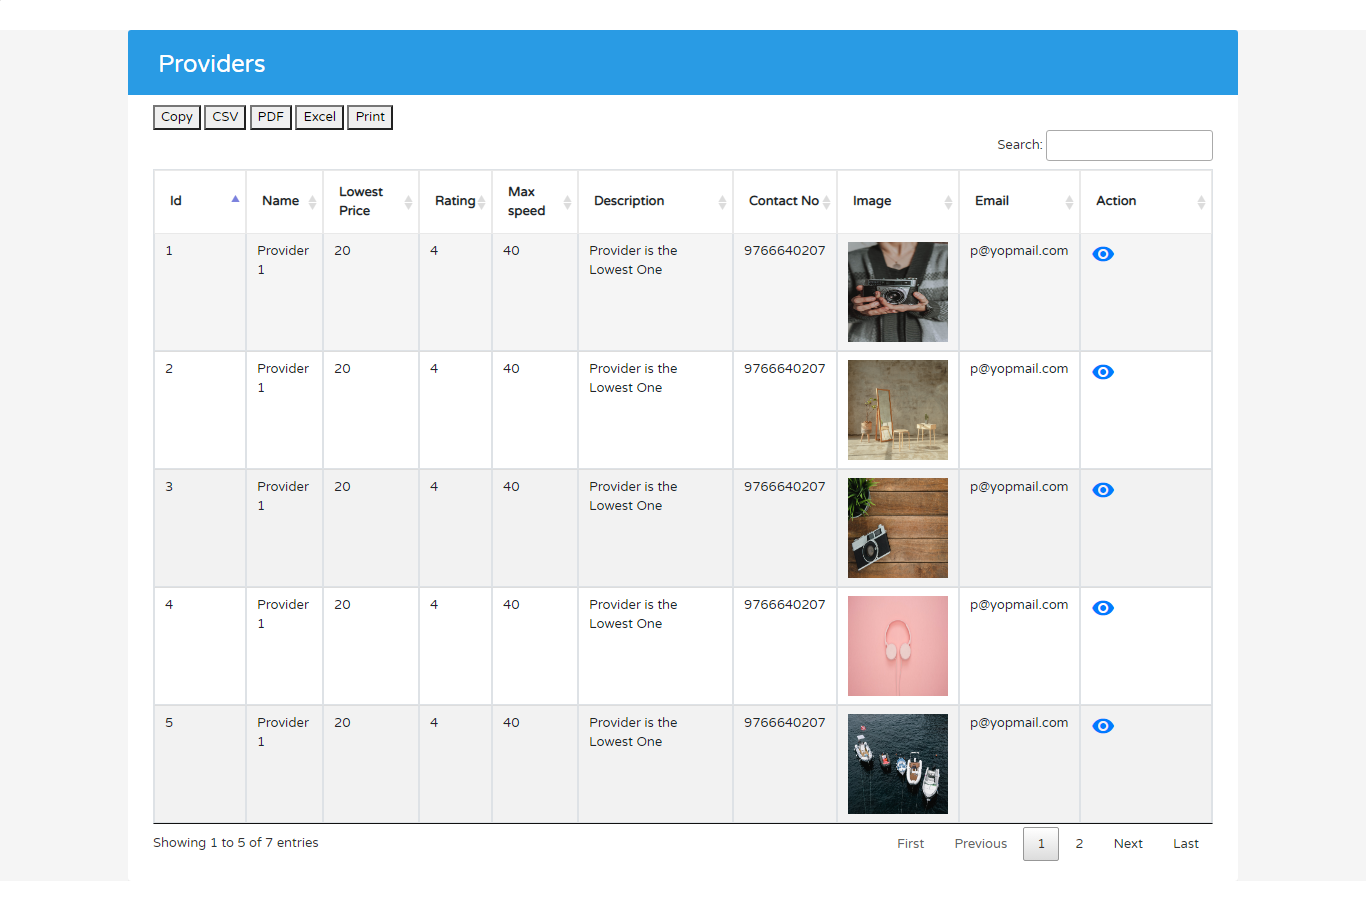 Providers
Copy CSV PDF Excel Print
Search:
Id Name Lowest Price Rating Max speed Description Contact No Image Email Action
1 Provider 1 20 4 40 Provider is the Lowest One 9766640207 p@yopmail.com
2 Provider 1 20 4 40 Provider is the Lowest One 9766640207 p@yopmail.com
3 Provider 1 20 4 40 Provider is the Lowest One 9766640207 p@yopmail.com
4 Provider 1 20 4 40 Provider is the Lowest One 9766640207 p@yopmail.com
5 Provider 1 20 4 40 Provider is the Lowest One 9766640207 p@yopmail.com
Showing 1 to 5 of 7 entries First Previous 1 2 Next Last